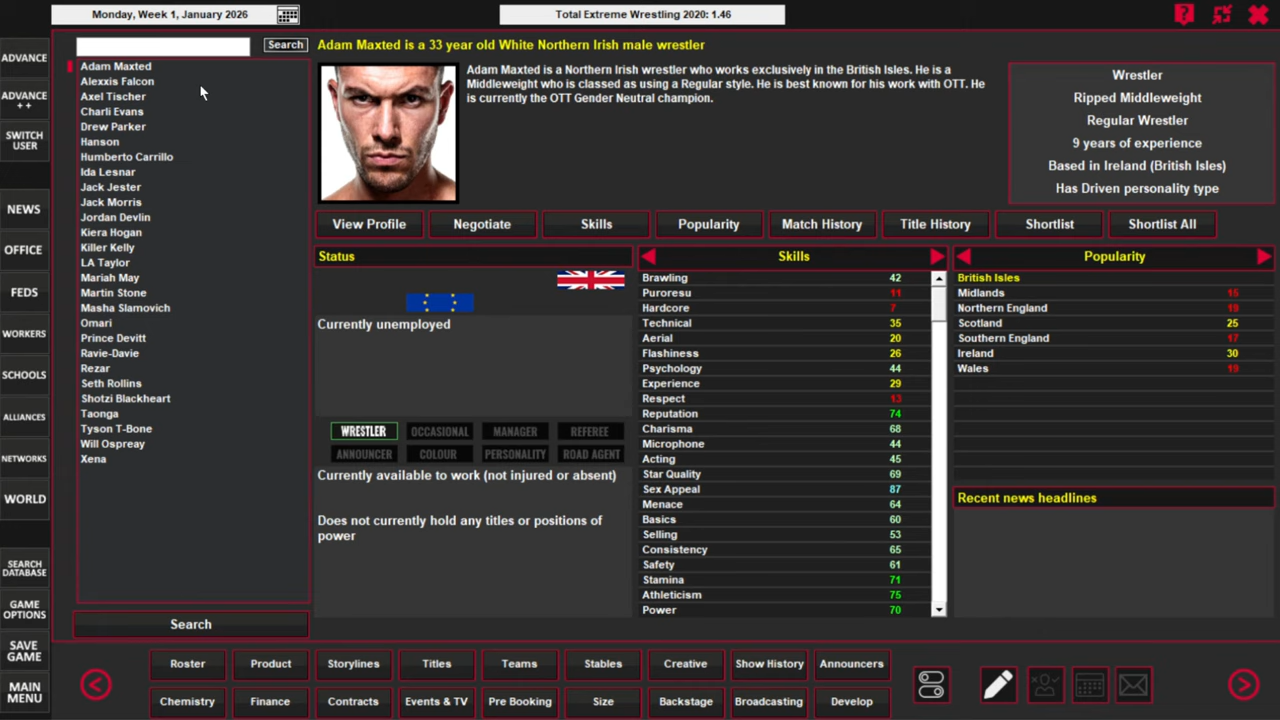 Monday, Week 1, January 2026
Total Extreme Wrestling 2020: 1.46
?
ADVANCE
ADVANCE
+ +
SWITCH
USER
NEWS
OFFICE
FEDS
WORKERS
SCHOOLS
ALLIANCES
NETWORKS
WORLD
SEARCH
DATABASE
GAME
OPTIONS
SAVE
GAME
MAIN
MENU
Search
Adam Maxted
Alexxis Falcon
Axel Tischer
Charli Evans
Drew Parker
Hanson
Humberto Carrillo
Ida Lesnar
Jack Jester
Jack Morris
Jordan Devlin
Kiera Hogan
Killer Kelly
LA Taylor
Mariah May
Martin Stone
Masha Slamovich
Omari
Prince Devitt
Ravie-Davie
Rezar
Seth Rollins
Shotzi Blackheart
Taonga
Tyson T-Bone
Will Ospreay
Xena
Search
Adam Maxted is a 33 year old White Northern Irish male wrestler
Adam Maxted is a Northern Irish wrestler who works exclusively in the British Isles. He is a
Middleweight who is classed as using a Regular style. He is best known for his work with OTT. He
is currently the OTT Gender Neutral champion.
Wrestler
Ripped Middleweight
Regular Wrestler
9 years of experience
Based in Ireland (British Isles)
Has Driven personality type
View Profile
Negotiate
Skills
Popularity
Match History
Title History
Shortlist
Shortlist All
Status
Currently unemployed
WRESTLER OCCASIONAL MANAGER REFEREE
ANNOUNCER COLOUR PERSONALITY ROAD AGENT
Currently available to work (not injured or absent)
Does not currently hold any titles or positions of
power
Skills
Brawling 42
Puroresu 11
Hardcore 7
Technical 35
Aerial 20
Flashiness 26
Psychology 44
Experience 29
Respect 13
Reputation 74
Charisma 68
Microphone 44
Acting 45
Star Quality 69
Sex Appeal 87
Menace 64
Basics 60
Selling 53
Consistency 65
Safety 61
Stamina 71
Athleticism 75
Power 70
Popularity
British Isles
Midlands 15
Northern England 19
Scotland 25
Southern England 17
Ireland 30
Wales 19
Recent news headlines
Roster
Product
Storylines
Titles
Teams
Stables
Creative
Show History
Announcers
Chemistry
Finance
Contracts
Events & TV
Pre Booking
Size
Backstage
Broadcasting
Develop